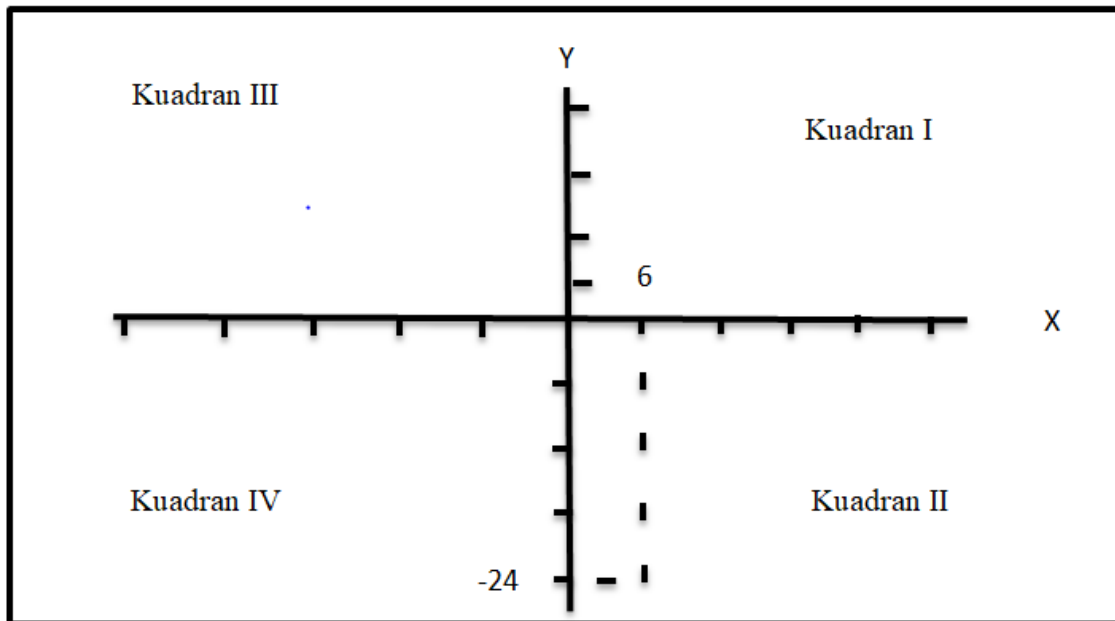 Y
Kuadran III
Kuadran I
6
X
Kuadran IV
Kuadran II
-24